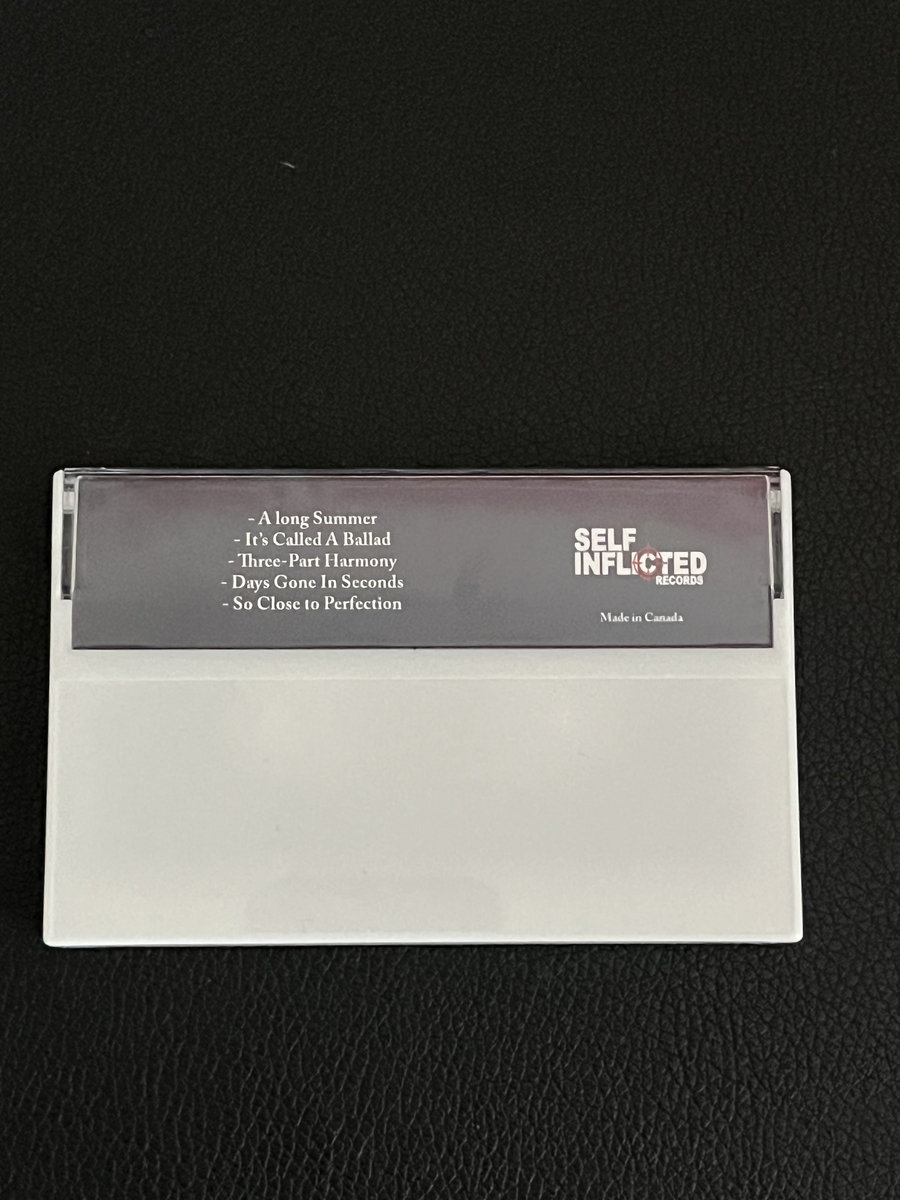 - A long Summer
- It's Called A Ballad
- Three-Part Harmony
- Days Gone In Seconds
- So Close to Perfection
SELF
INFLICTED
RECORDS
Made in Canada